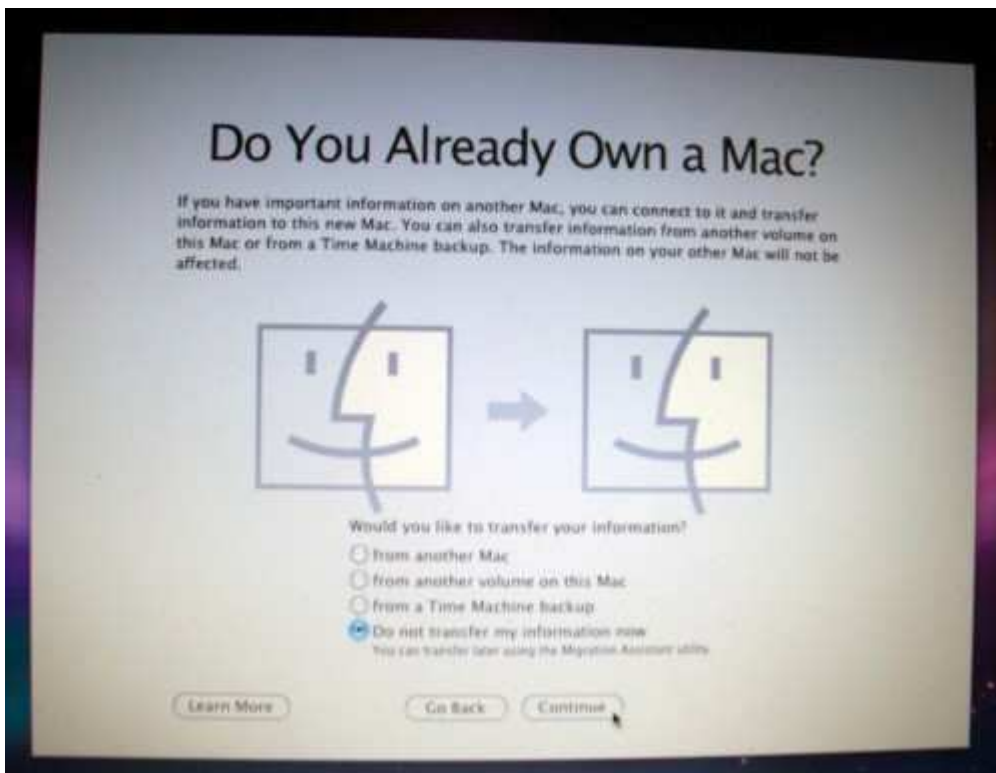 Do You Already Own a Mac?
If you have important information on another Mac, you can connect to it and transfer
information to this new Mac. You can also transfer information from another volume on
this Mac or from a Time Machine backup. The information on your other Mac will not be
affected.
Would you like to transfer your information?
from another Mac
from another volume on this Mac
from a Time Machine backup
Do not transfer my information now
You can transfer later using the Migration Assistant utility.
Learn More
Go Back
Continue